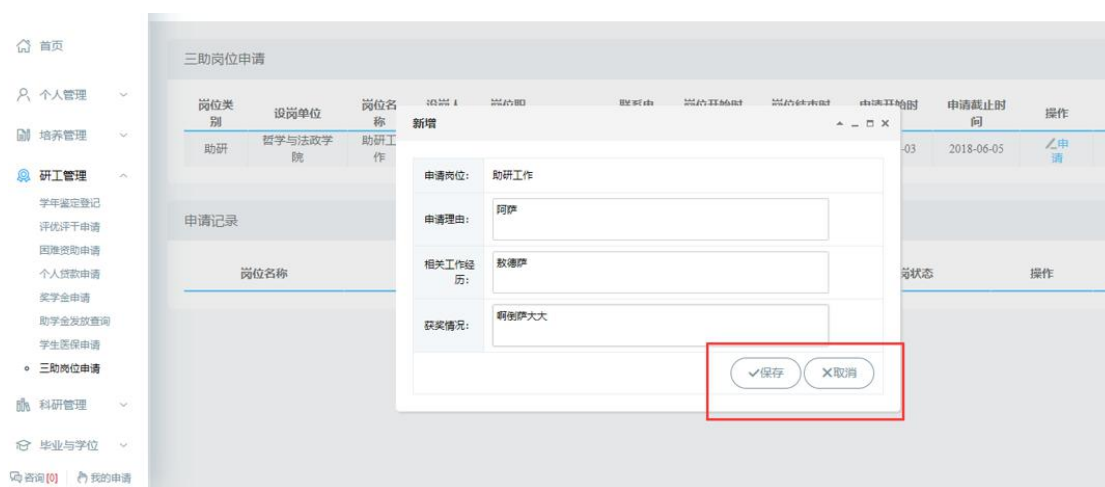 首页
个人管理
培养管理
研工管理
学年鉴定登记
评优评干申请
困难资助申请
个人贷款申请
奖学金申请
助学金发放查询
学生医保申请
三助岗位申请
科研管理
毕业与学位
咨询[0] 我的申请
三助岗位申请
岗位类别 设岗单位 岗位名称 申请截止时间 操作
助研 哲学与法政学院 助研工作 -03 2018-06-05 申请
申请记录
岗位名称 岗状态 操作
新增
申请岗位: 助研工作
申请理由: 阿萨
相关工作经历: 敖德萨
获奖情况: 啊倒萨大大
保存 取消